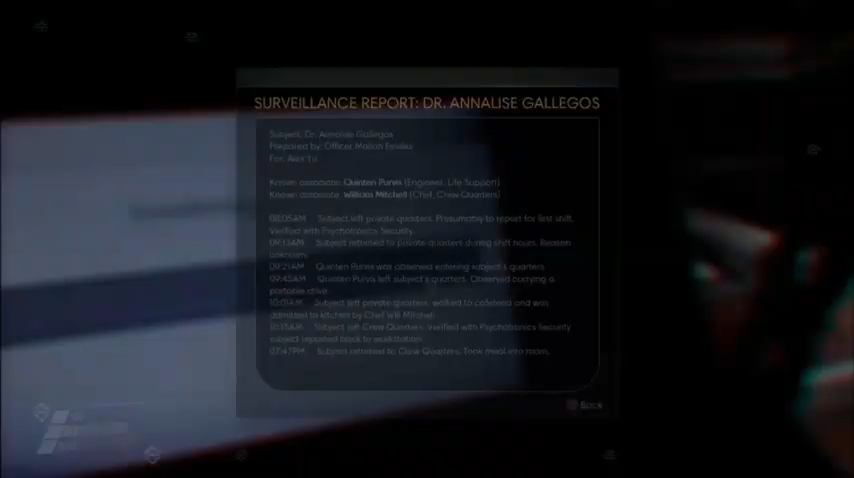 SURVEILLANCE REPORT: DR. ANNALISE GALLEGOS
Subject: Dr. Annalise Gallegos
Prepared by: Officer
For: Alex Yu
Known associate: Quinten Purvis (Engineer, Life Support)
Known associate: William Mitchell (Chef, Crew Quarters)
08:05AM Subject left private quarters. Presumably to report for first shift.
Verified with Psychotronics Security.
09:13AM Subject returned to private quarters during shift hours. Reason
unknown.
09:21AM Quinten Purvis was observed entering subject's quarters.
09:45AM Quinten Purvis left subject's quarters. Observed carrying a
portable drive.
10:01AM Subject left private quarters, walked to cafeteria and was
admitted to kitchen by Chef Will Mitchell.
10:15AM Subject left Crew Quarters. Verified with Psychotronics Security
subject reported back to workstation.
07:47PM Subject returned to Crew Quarters. Took meal into room.
Back